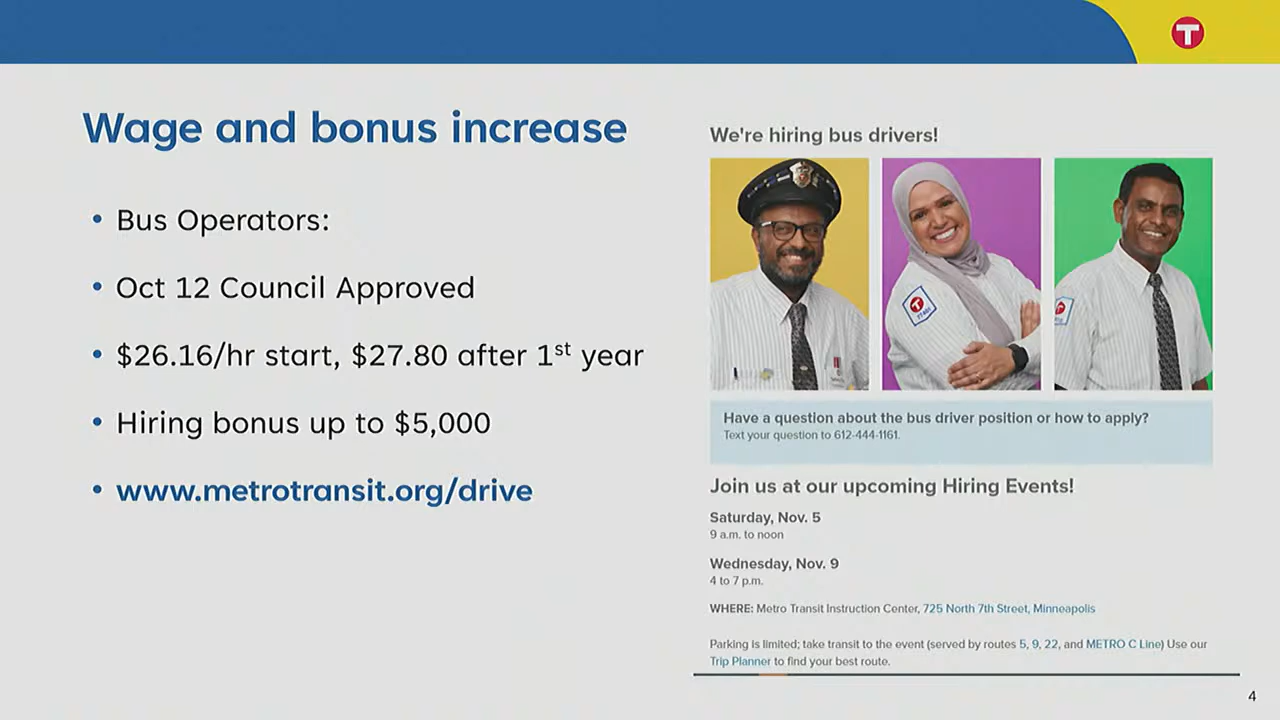 T
Wage and bonus increase
• Bus Operators:
• Oct 12 Council Approved
• $26.16/hr start, $27.80 after 1st year
• Hiring bonus up to $5,000
• www.metrotransit.org/drive
We're hiring bus drivers!
Have a question about the bus driver position or how to apply?
Text your question to 612-444-1161.
Join us at our upcoming Hiring Events!
Saturday, Nov. 5
9 a.m. to noon
Wednesday, Nov. 9
4 to 7 p.m.
WHERE: Metro Transit Instruction Center, 725 North 7th Street, Minneapolis
Parking is limited; take transit to the event (served by routes 5, 9, 22, and METRO C Line) Use our
Trip Planner to find your best route.
4